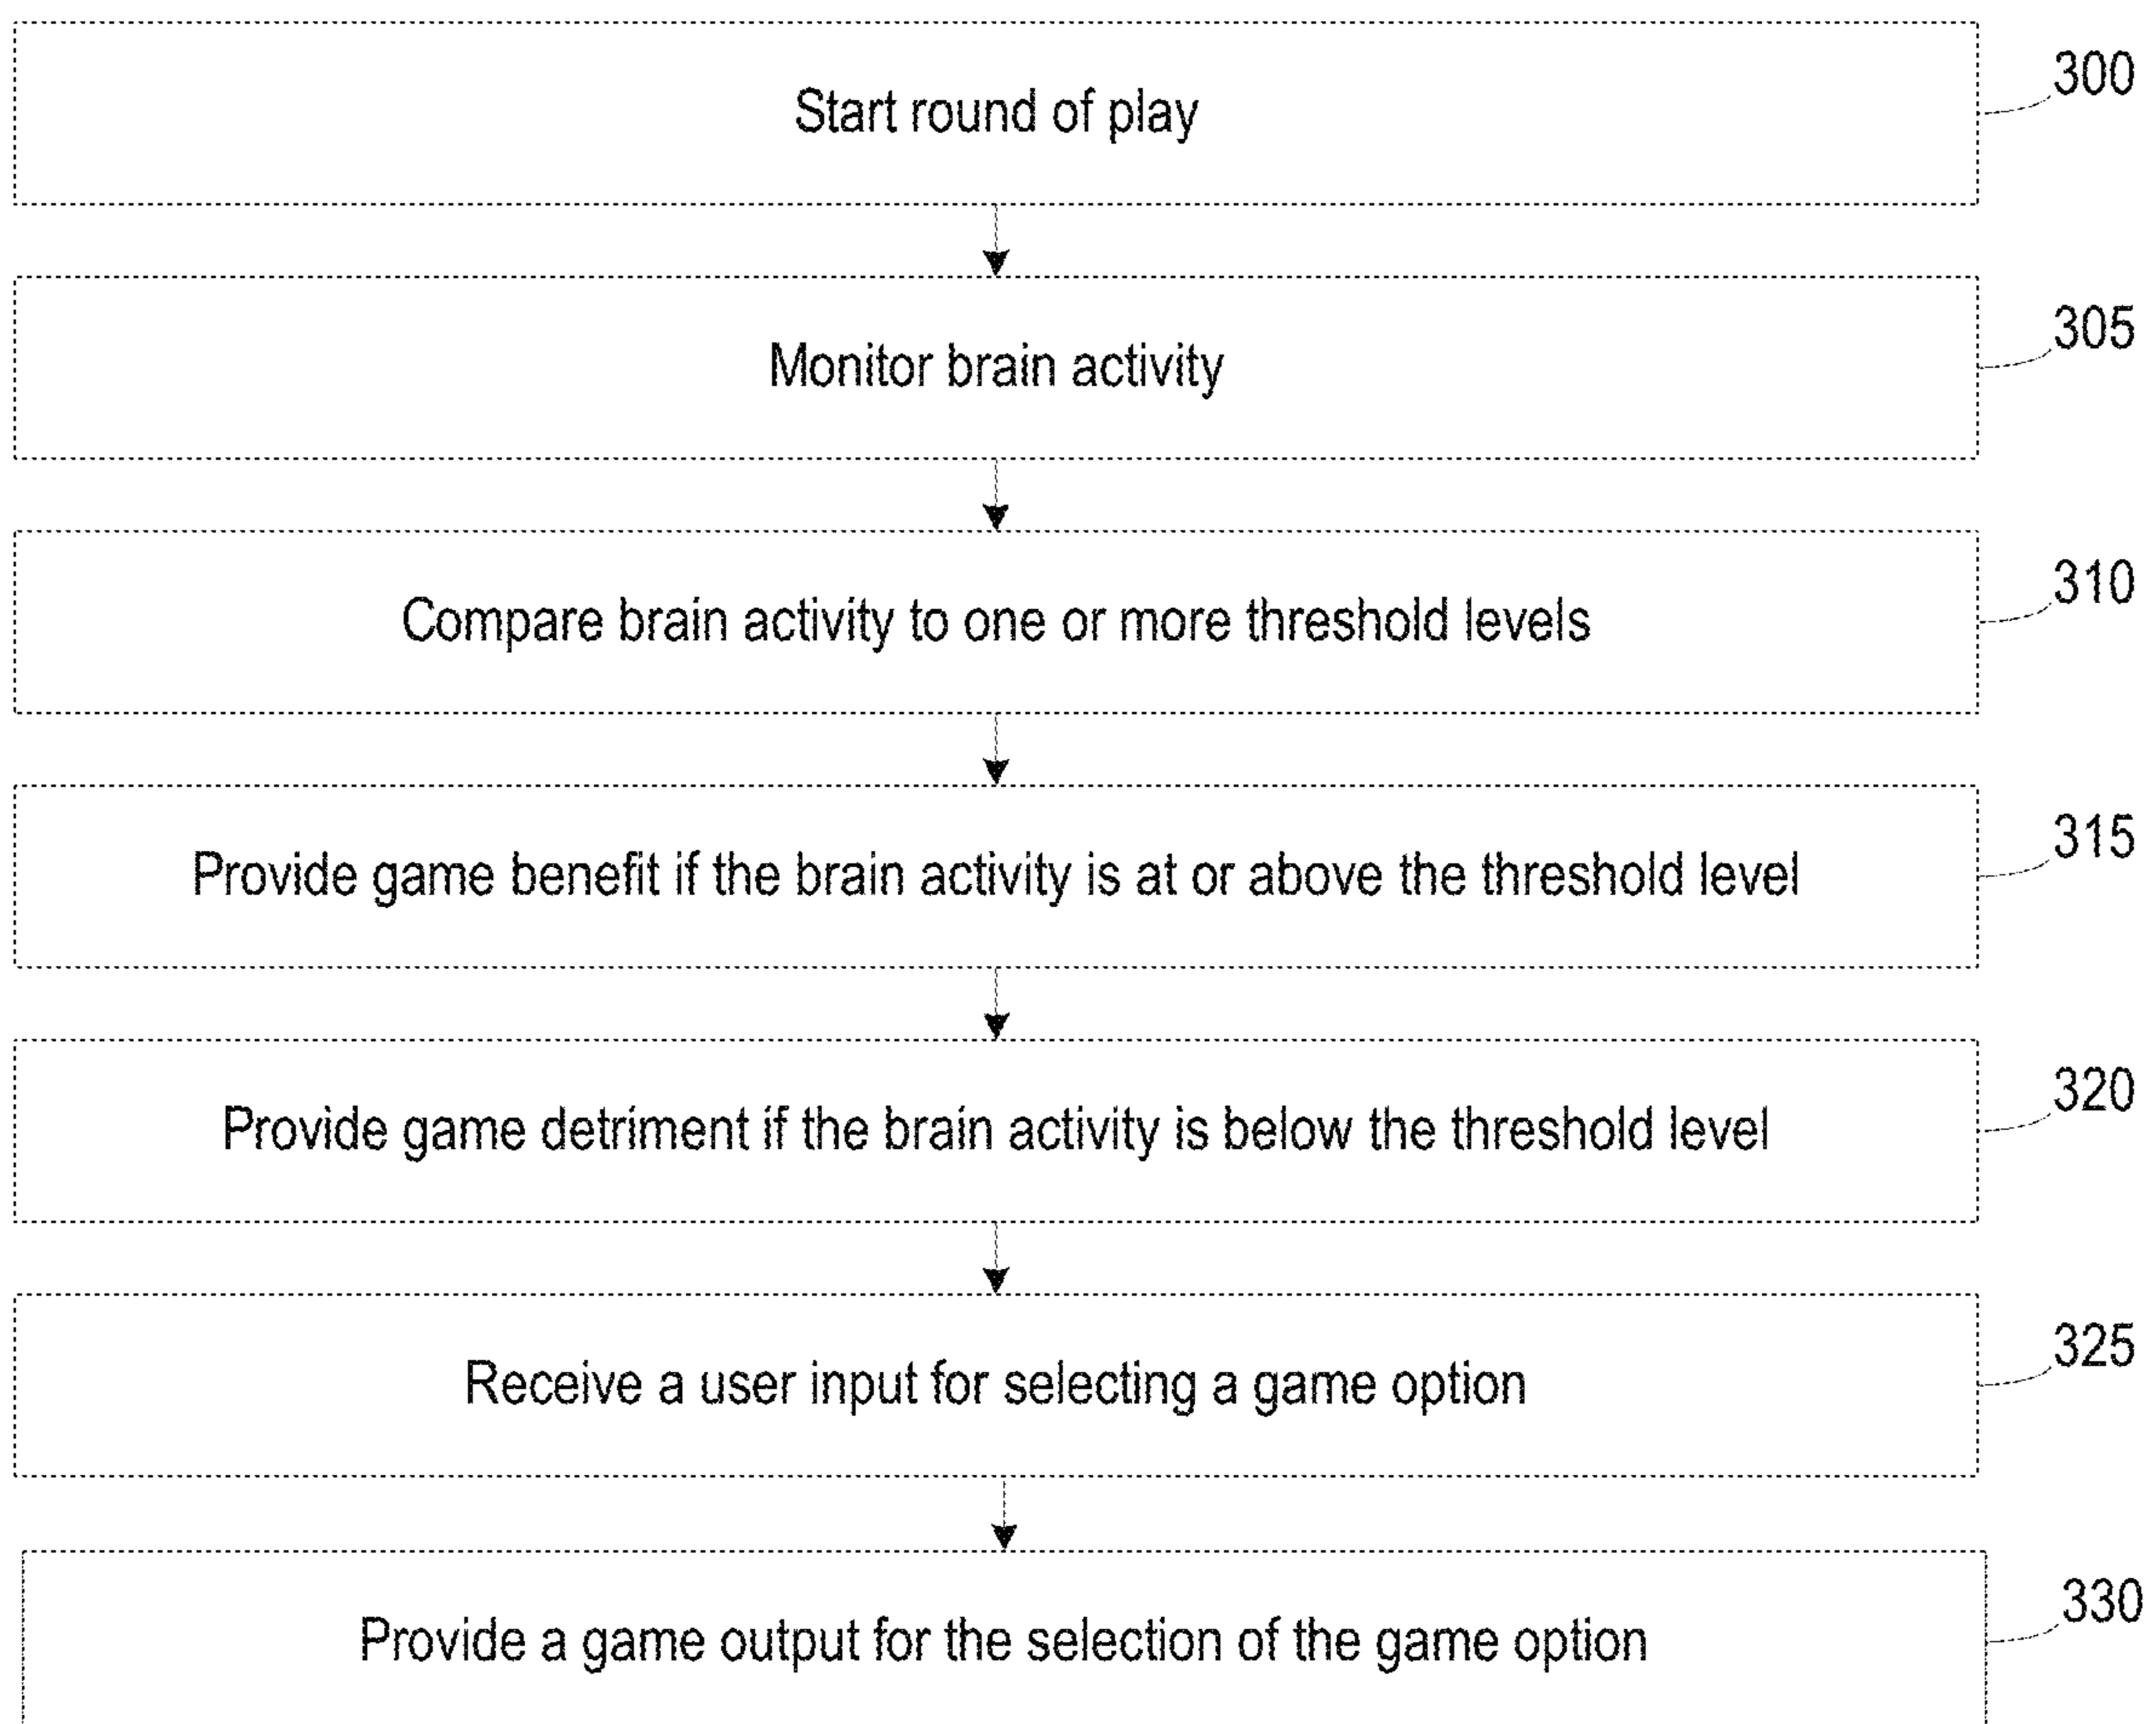 Start round of play
300
Monitor brain activity
305
Compare brain activity to one or more threshold levels
310
Provide game benefit if the brain activity is at or above the threshold level
315
Provide game detriment if the brain activity is below the threshold level
320
Receive a user input for selecting a game option
325
Provide a game output for the selection of the game option
330